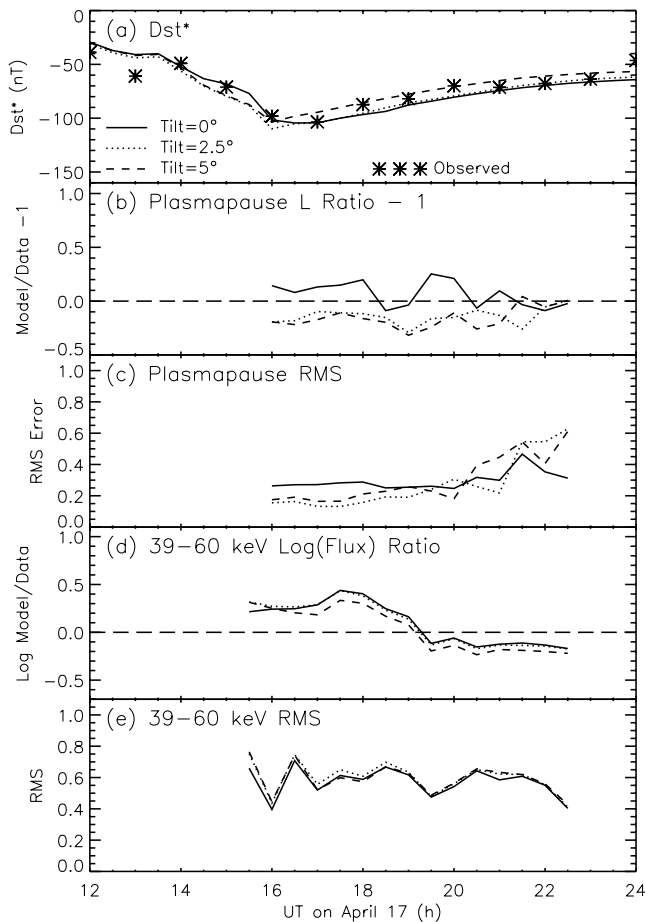 0
(a) Dst*
-50
Dst* (nT)
-100
Tilt=0°
Tilt=2.5°
-150
Tilt=5°
Observed
1.0
(b) Plasmapause L Ratio - 1
0.5
Model/Data -1
0.0
-0.5
1.0
(c) Plasmapause RMS
0.8
0.6
RMS Error
0.4
0.2
0.0
1.0
(d) 39-60 keV Log(Flux) Ratio
0.5
Log Model/Data
0.0
-0.5
1.0
(e) 39-60 keV RMS
0.8
0.6
RMS
0.4
0.2
0.0
12 14 16 18 20 22 24
UT on April 17 (h)